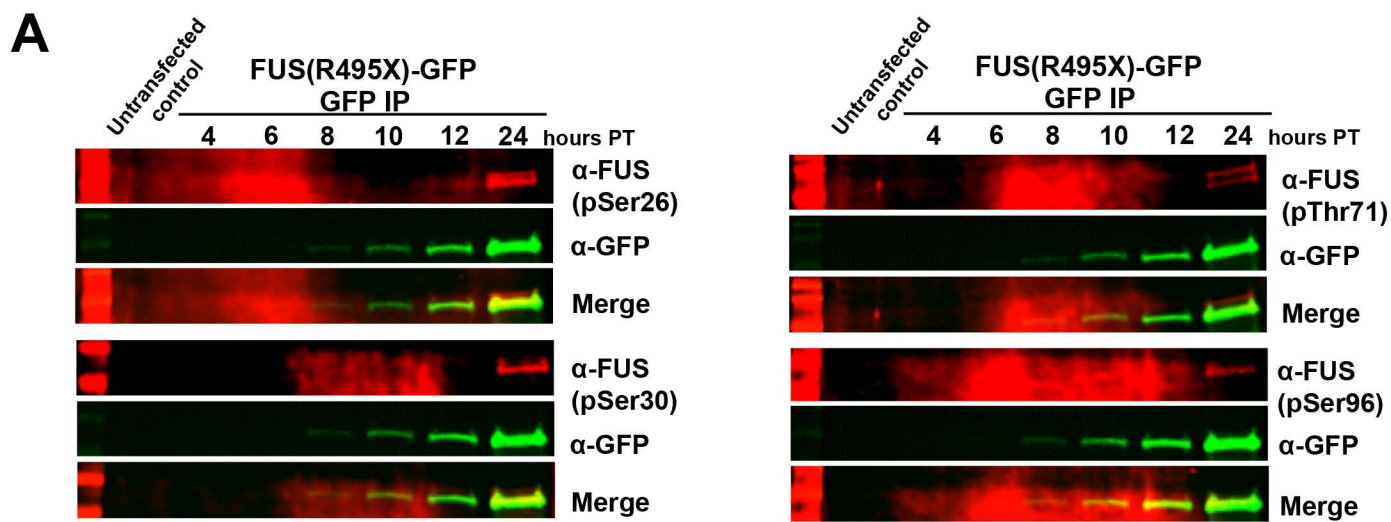 A
Untransfected
control
FUS(R495X)-GFP
GFP IP
4 6 8 10 12 24 hours PT
α-FUS
(pSer26)
α-GFP
Merge
α-FUS
(pSer30)
α-GFP
Merge
Untransfected
control
FUS(R495X)-GFP
GFP IP
4 6 8 10 12 24 hours PT
α-FUS
(pThr71)
α-GFP
Merge
α-FUS
(pSer96)
α-GFP
Merge